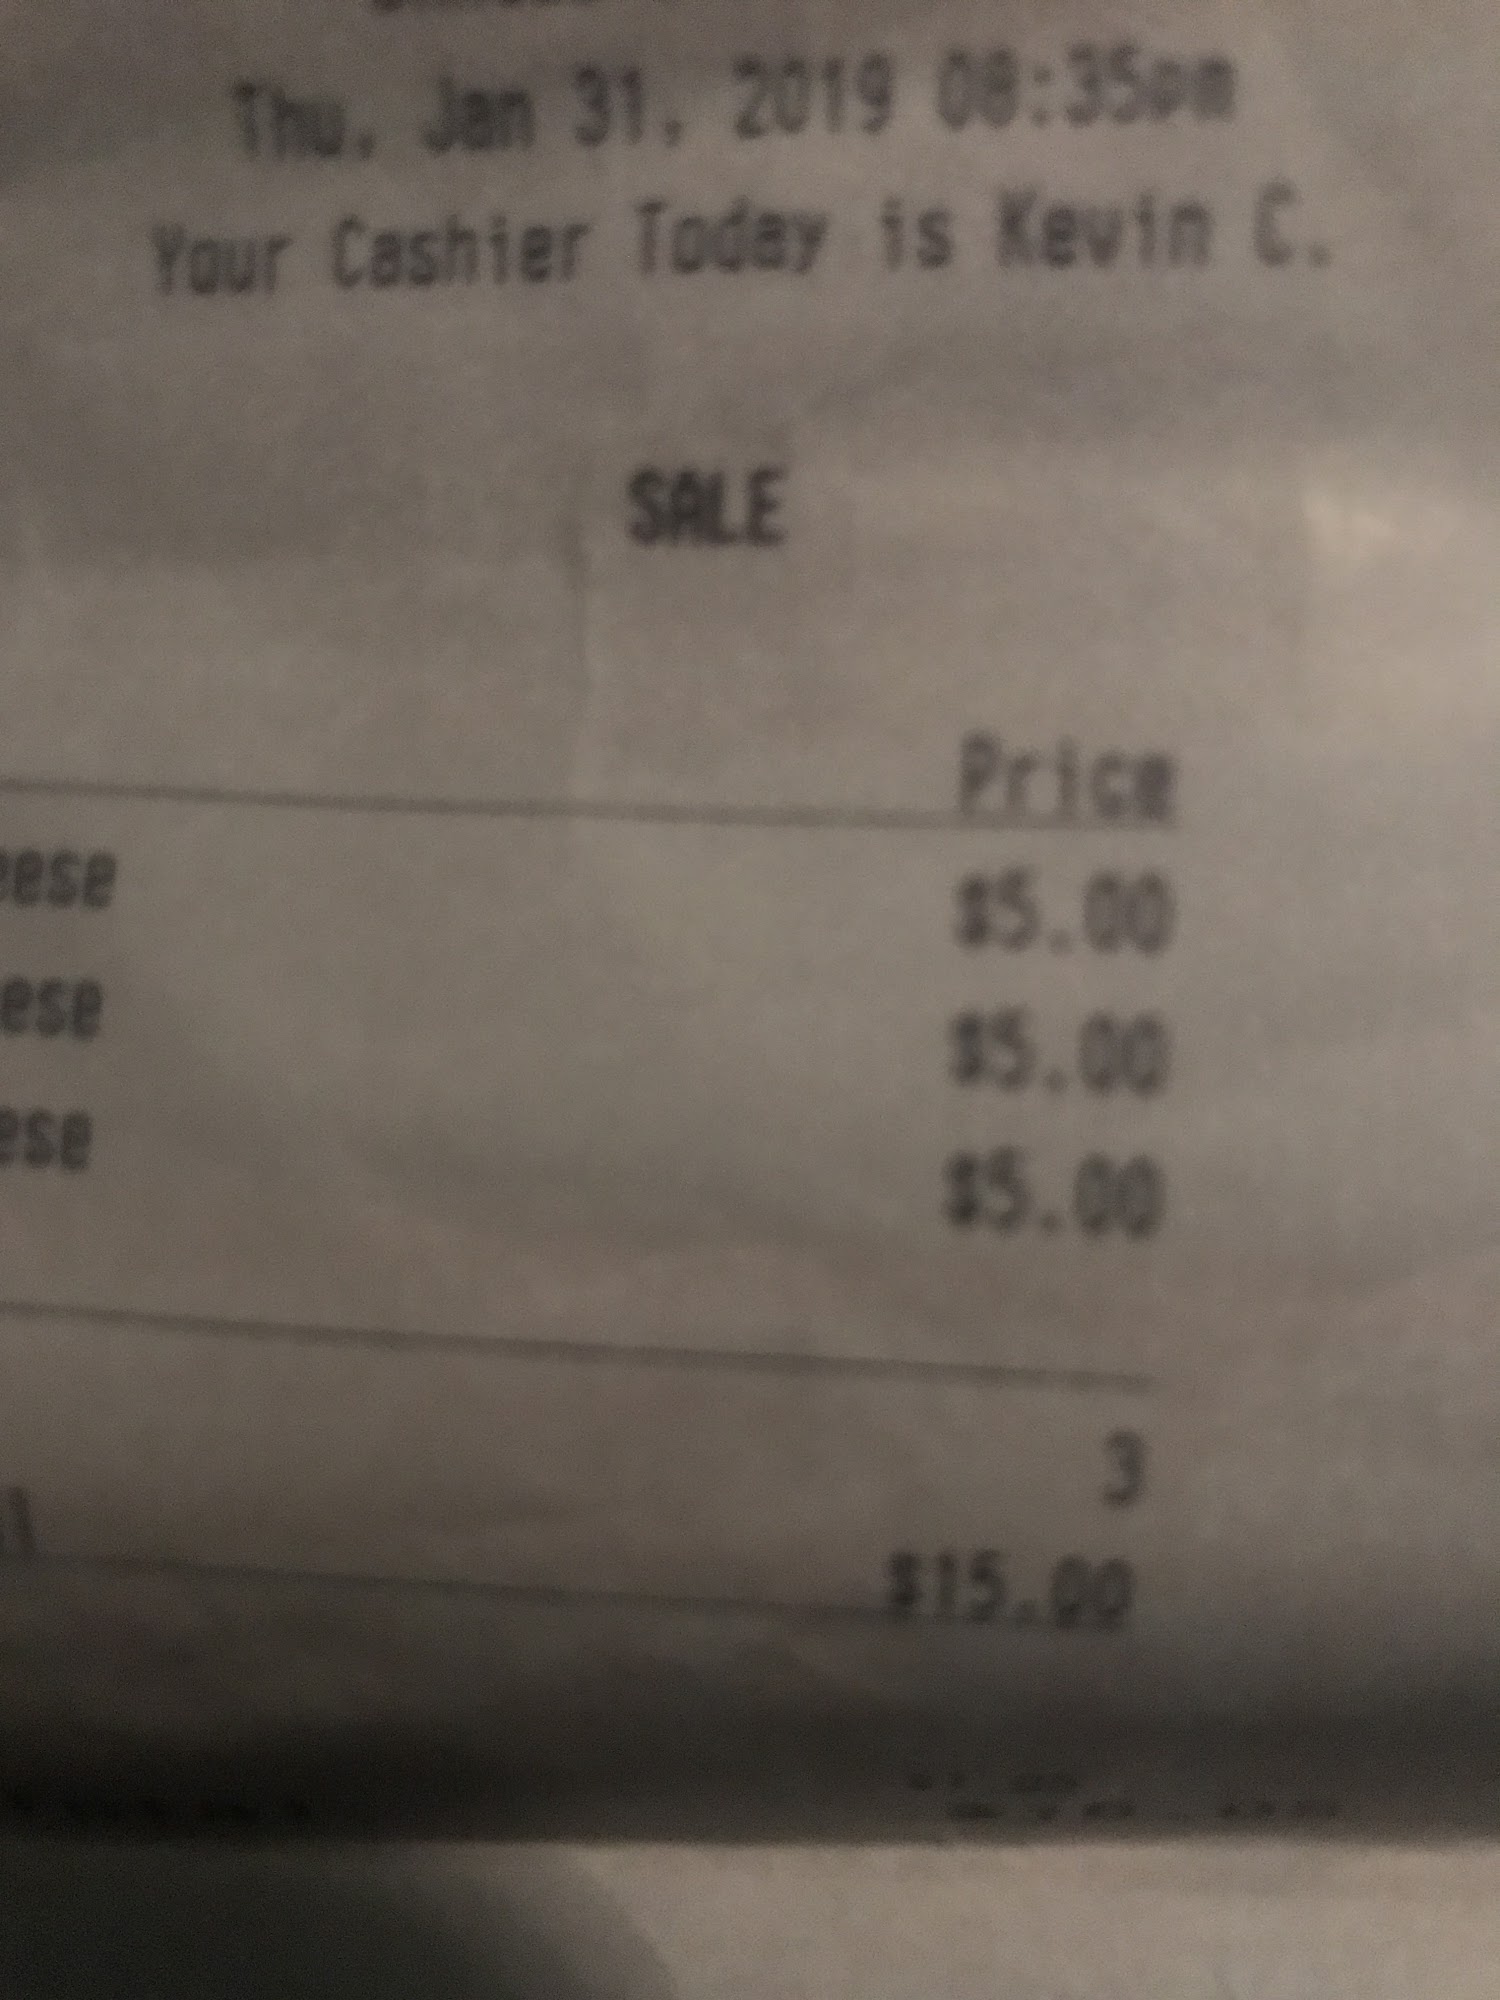 Thu, Jan 31, 2019 08:35pm
Your Cashier Today is Kevin C.
SALE
Price
eese $5.00
ese $5.00
ese $5.00
3
$15.00